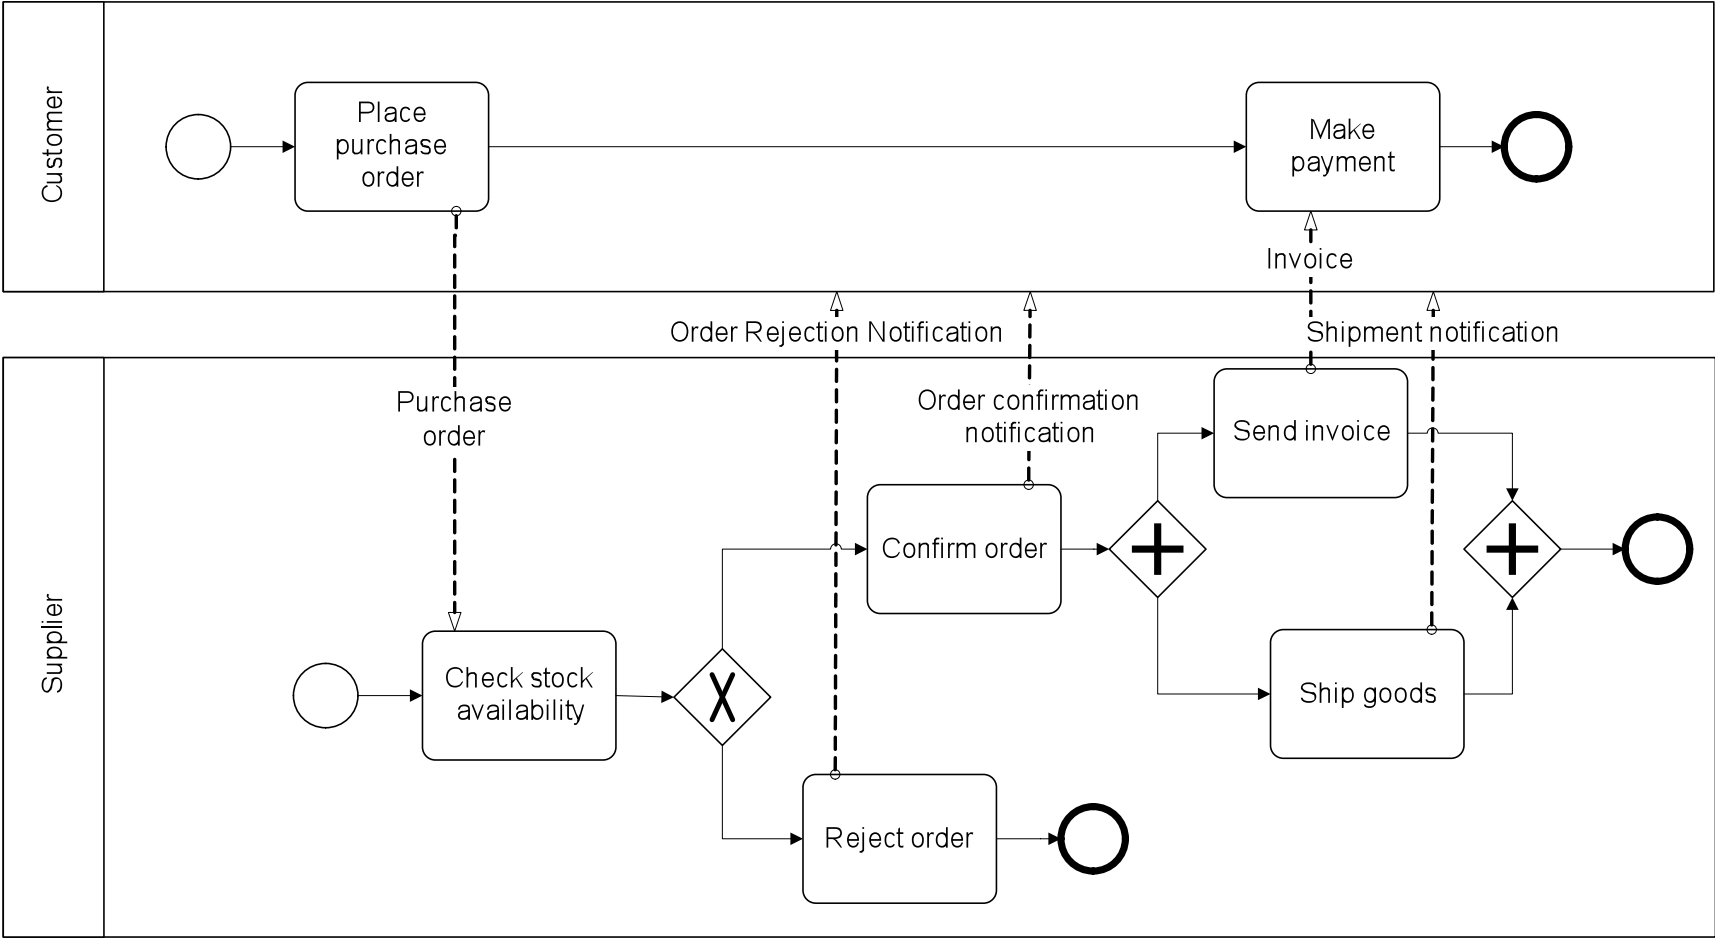 Customer
Place
purchase
order
Make
payment
Invoice
Order Rejection Notification
Shipment notification
Supplier
Purchase
order
Order confirmation
notification
Send invoice
Confirm order
Check stock
availability
X
Ship goods
Reject order